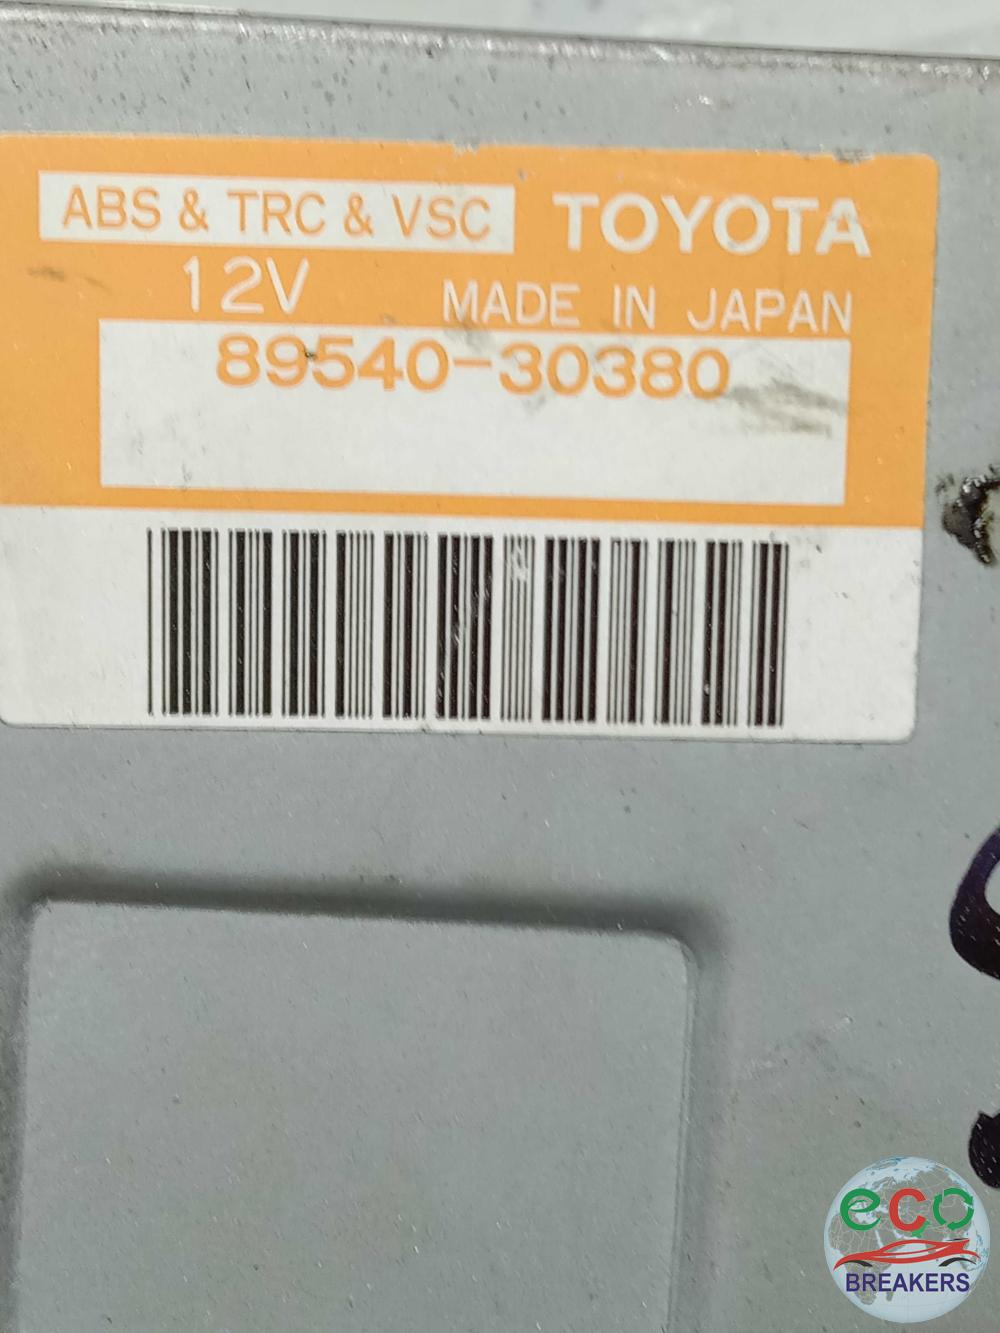 ABS & TRC & VSC TOYOTA
12V MADE IN JAPAN
89540-30380
eco
BREAKERS